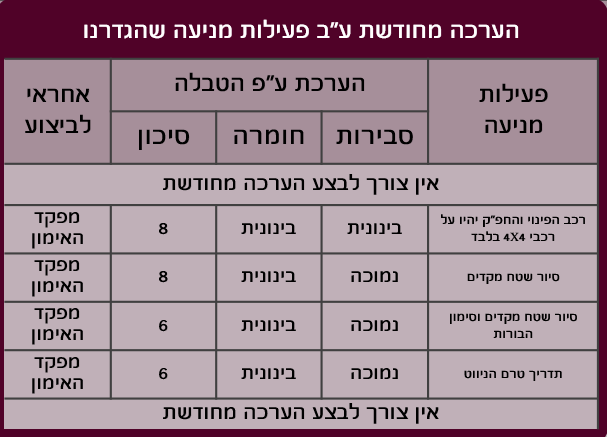 הערכה מחודשת ע״ב פעילות מניעה שהגדרנו
פעילות מניעה הערכת ע״פ הטבלה אחראי לביצוע
סבירות חומרה סיכון
אין צורך לבצע הערכה מחודשת
רכב הפינוי והחפ״ק יהיו על רכבי 4X4 בלבד בינונית בינונית 8 מפקד האימון
סיור שטח מקדים נמוכה בינונית 8 מפקד האימון
סיור שטח מקדים וסימון הבורות נמוכה בינונית 6 מפקד האימון
תדריך טרם הניווט נמוכה בינונית 6 מפקד האימון
אין צורך לבצע הערכה מחודשת